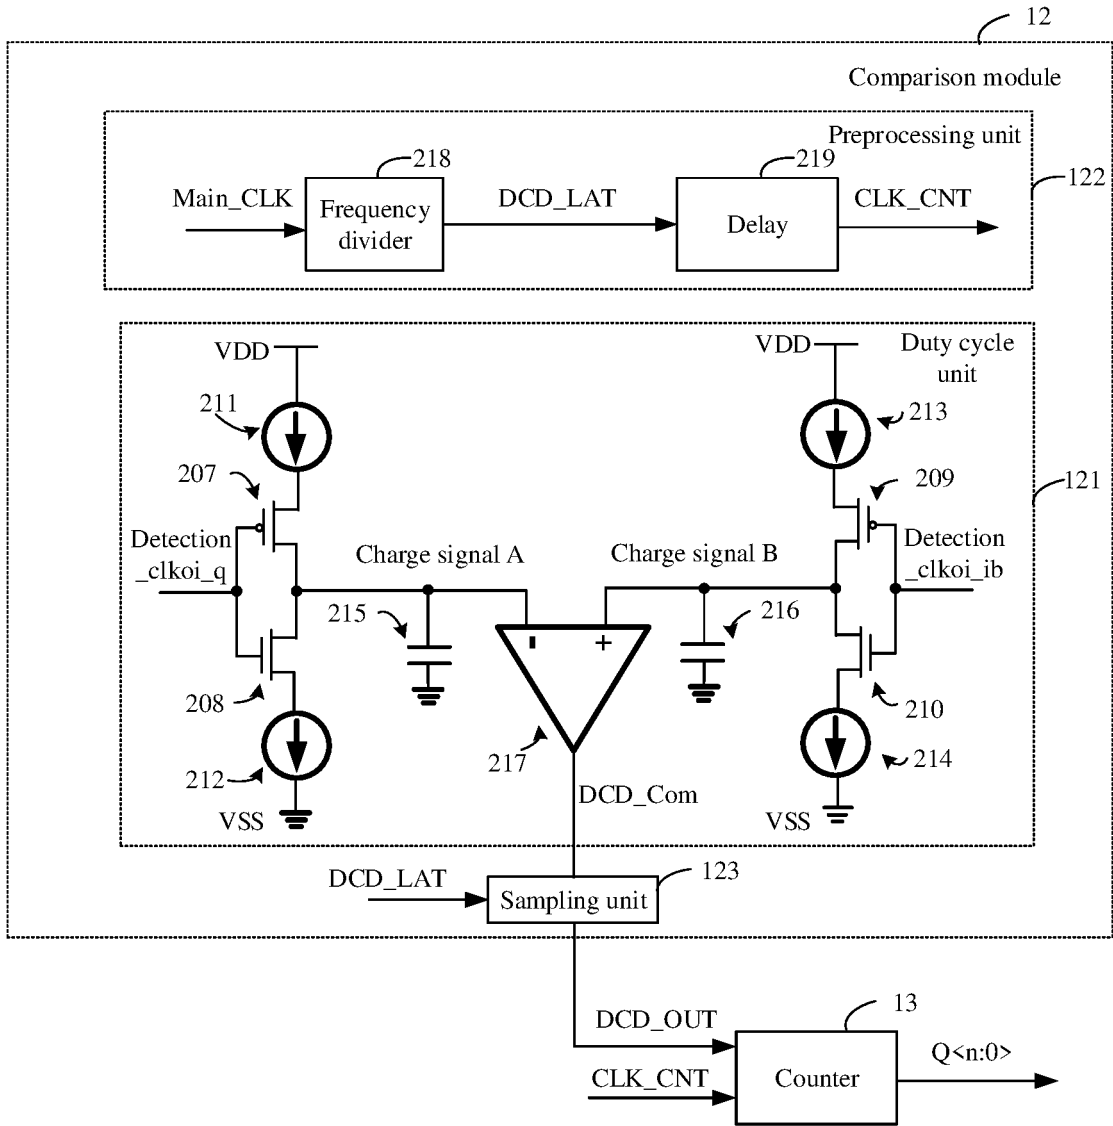 12
Comparison module
Preprocessing unit
218
219
122
Main_CLK
DCD_LAT
CLK_CNT
Frequency
divider
Delay
VDD
VDD
Duty cycle
unit
211
213
207
209
121
Detection
_clkoi_q
Charge signal A
Charge signal B
Detection
_clkoi_ib
215
216
-
+
208
210
217
212
214
DCD_Com
VSS
VSS
DCD_LAT
123
Sampling unit
13
DCD_OUT
Q<n:0>
CLK_CNT
Counter